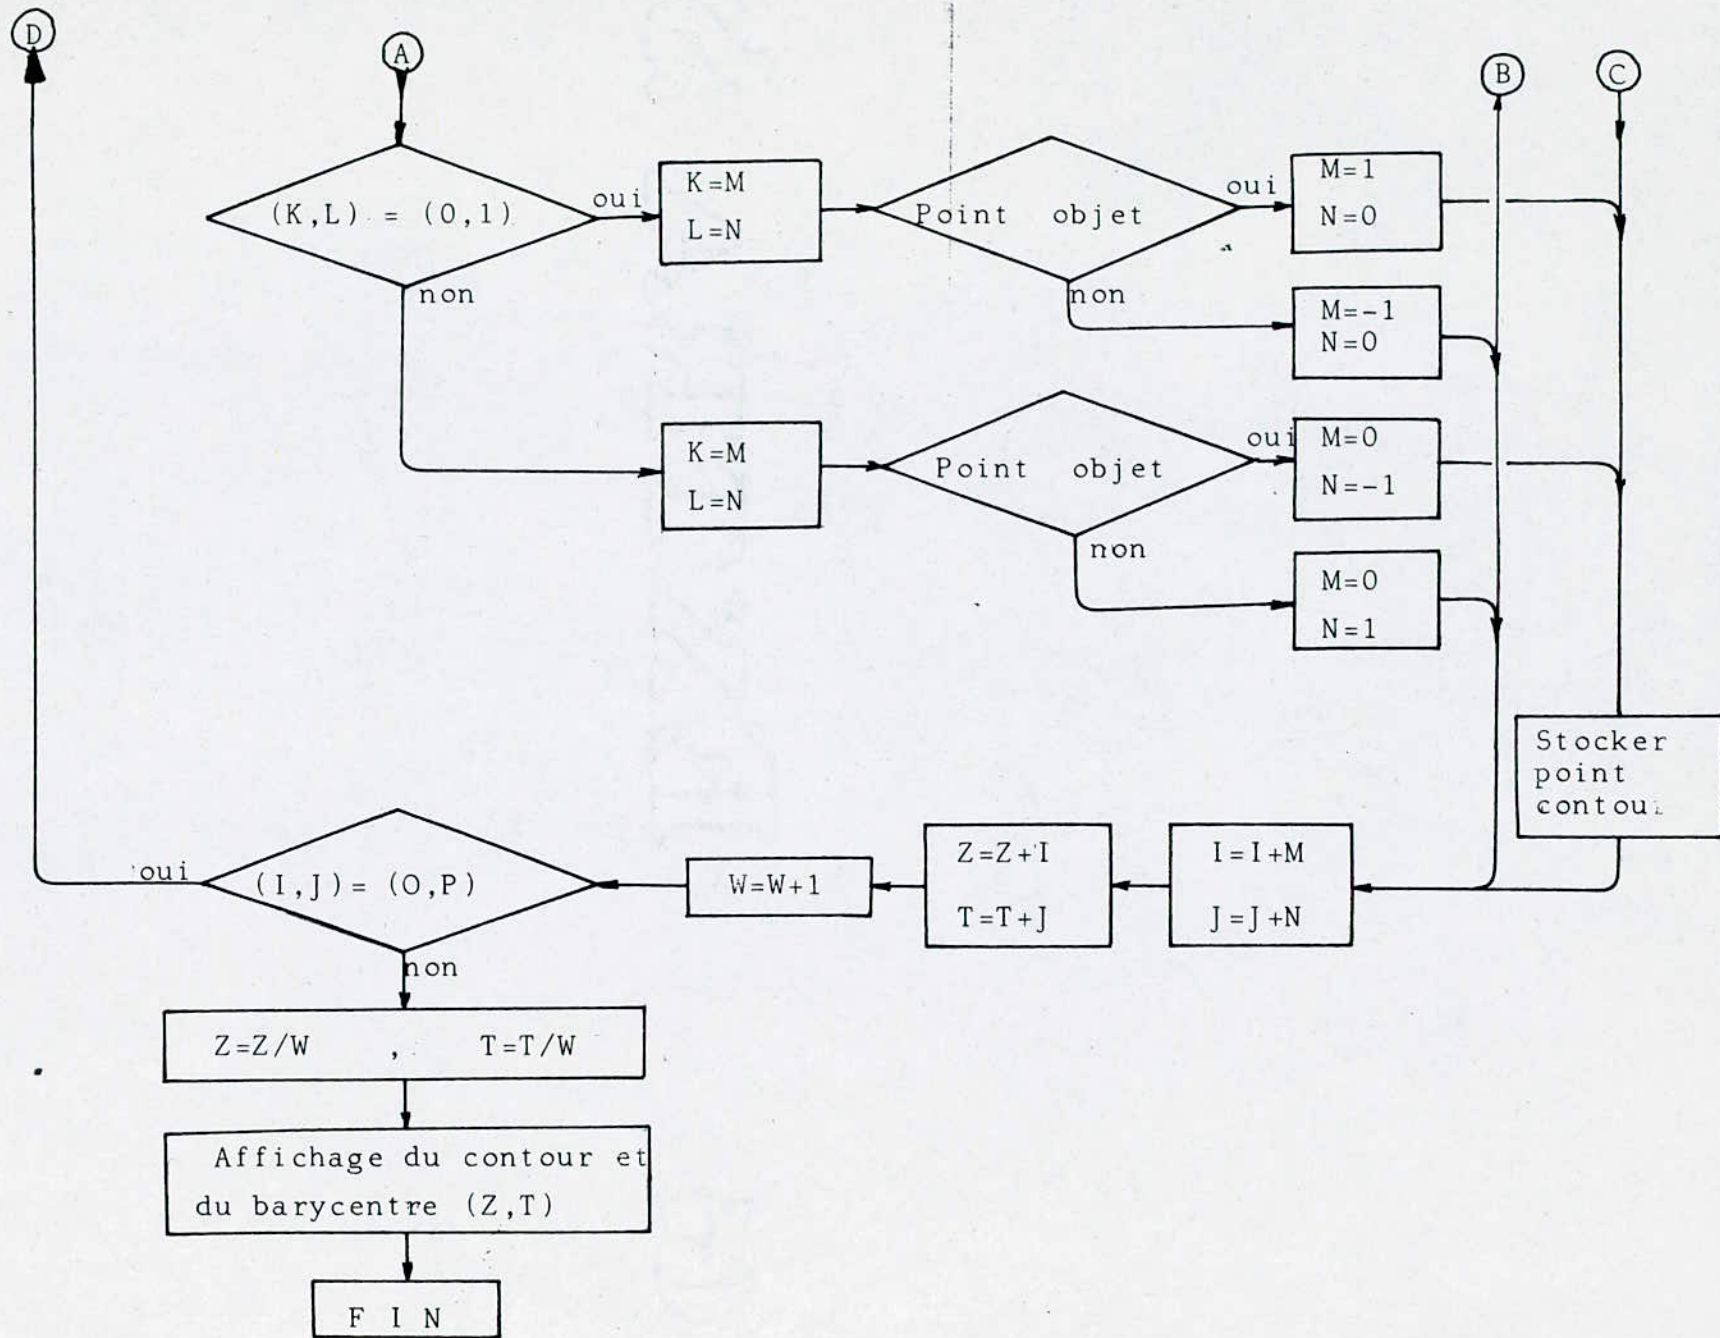 D
A
B
C
(K,L) = (0,1)
oui
K=M
L=N
Point objet
oui
M=1
N=0
non
non
M=-1
N=0
K=M
L=N
Point objet
oui
M=0
N=-1
non
M=0
N=1
Stocker
point
contour
oui
(I,J)= (O,P)
W=W+1
Z=Z+I
T=T+J
I=I+M
J=J+N
non
Z=Z/W , T=T/W
Affichage du contour et
du barycentre (Z,T)
F I N